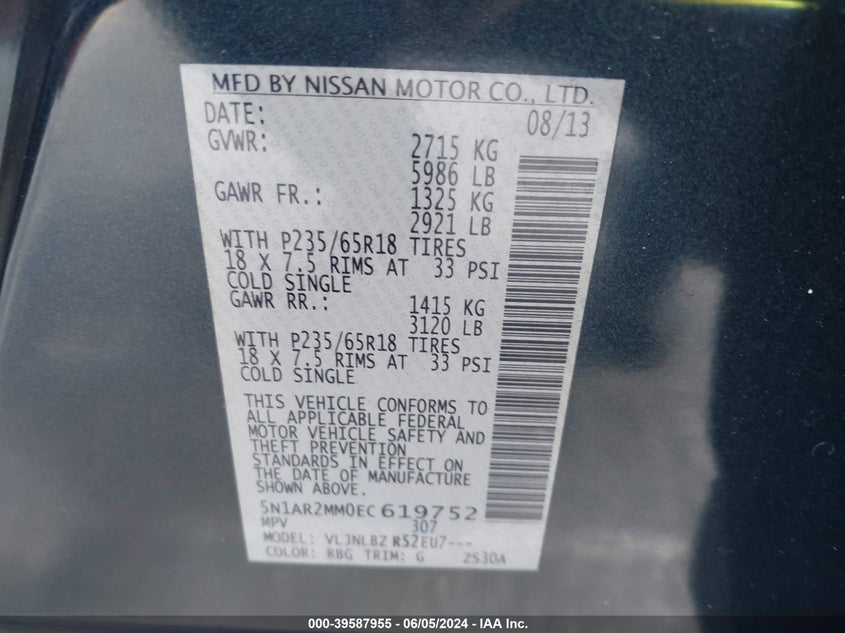 MFD BY NISSAN MOTOR CO., LTD.
DATE: 08/13
GVWR: 2715 KG
5986 LB
GAWR FR.: 1325 KG
2921 LB
WITH P235/65R18 TIRES
18 X 7.5 RIMS AT 33 PSI
COLD SINGLE
GAWR RR.: 1415 KG
3120 LB
WITH P235/65R18 TIRES
18 X 7.5 RIMS AT 33 PSI
COLD SINGLE
THIS VEHICLE CONFORMS TO
ALL APPLICABLE FEDERAL
MOTOR VEHICLE SAFETY AND
THEFT PREVENTION
STANDARDS IN EFFECT ON
THE DATE OF MANUFACTURE
SHOWN ABOVE.
5N1AR2MM0EC 619752
MPV 307
MODEL: VLJNLBZ RS2EU7---
COLOR: RBG TRIM: G 2S30A
000-39587955 - 06/05/2024 - IAA Inc.